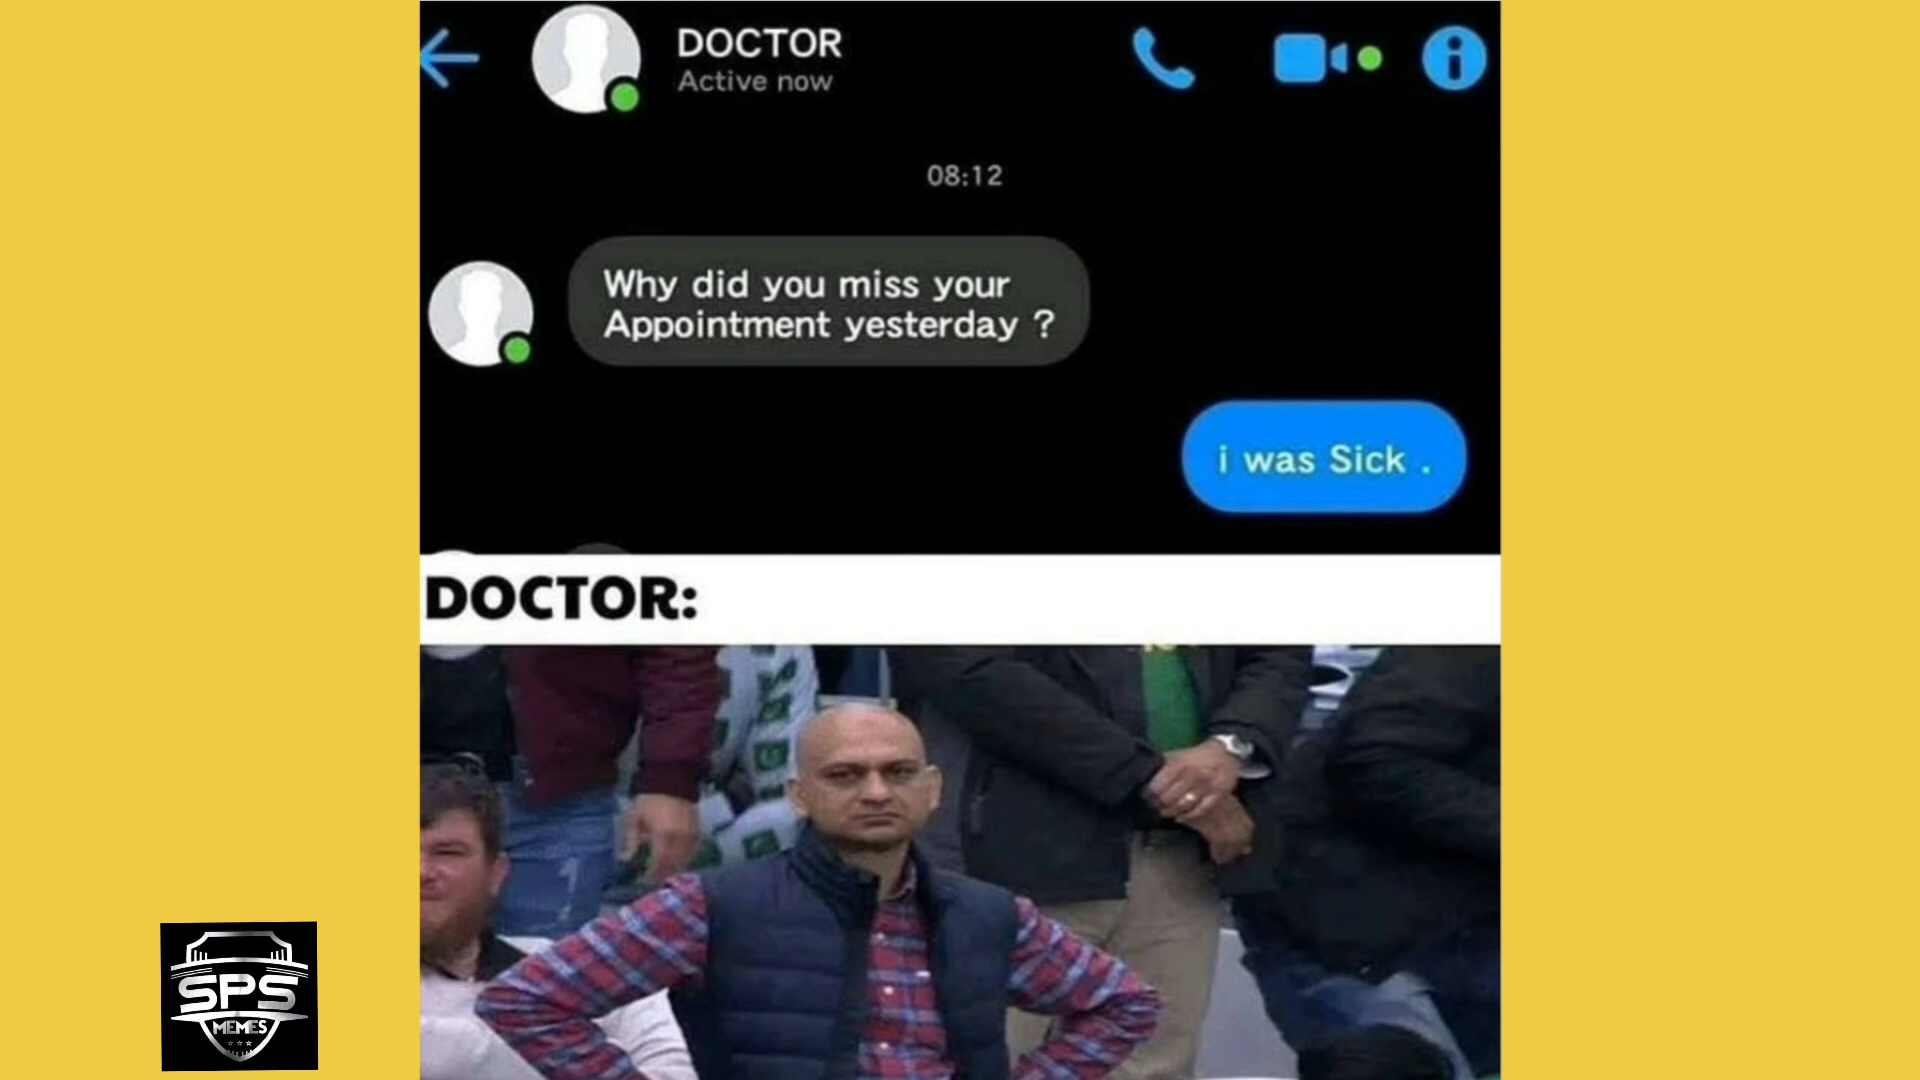 DOCTOR
Active now
08:12
Why did you miss your
Appointment yesterday ?
i was Sick .
DOCTOR:
SPS
MEMES